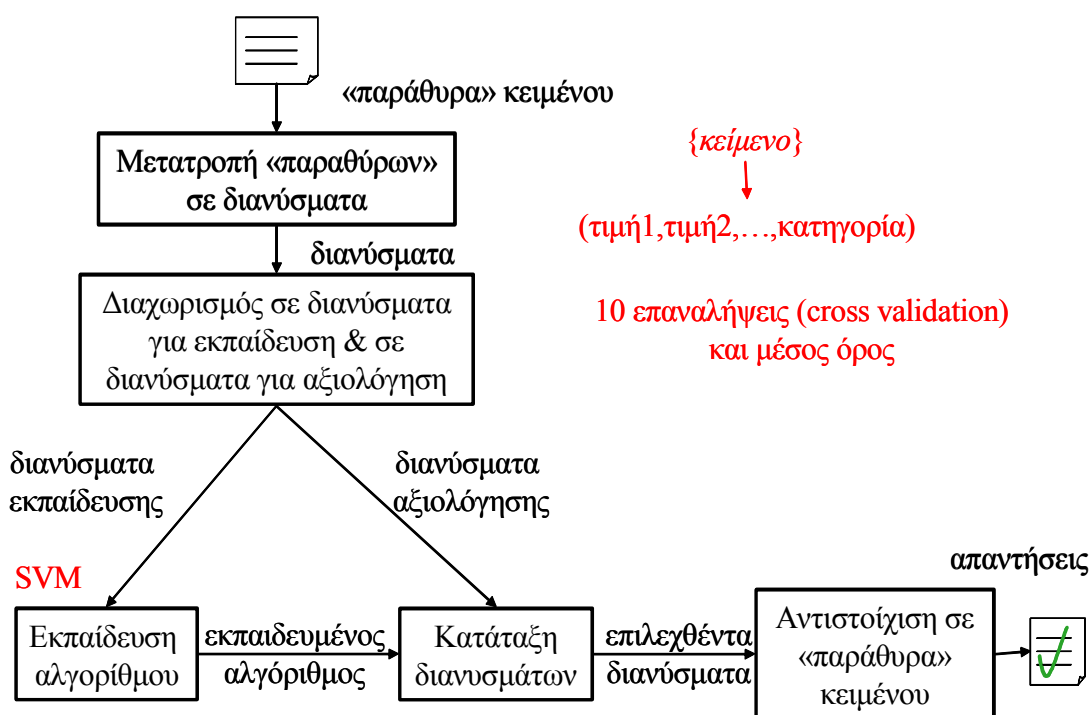 «παράθυρα» κειμένου
Μετατροπή «παραθύρων»
σε διανύσματα
{κείμενο}
(τιμή1,τιμή2,…,κατηγορία)
διανύσματα
Διαχωρισμός σε διανύσματα
για εκπαίδευση & σε
διανύσματα για αξιολόγηση
10 επαναλήψεις (cross validation)
και μέσος όρος
διανύσματα
εκπαίδευσης
διανύσματα
αξιολόγησης
SVM
Εκπαίδευση
αλγορίθμου
εκπαιδευμένος
αλγόριθμος
Κατάταξη
διανυσμάτων
επιλεχθέντα
διανύσματα
Αντιστοίχιση σε
«παράθυρα»
κειμένου
απαντήσεις